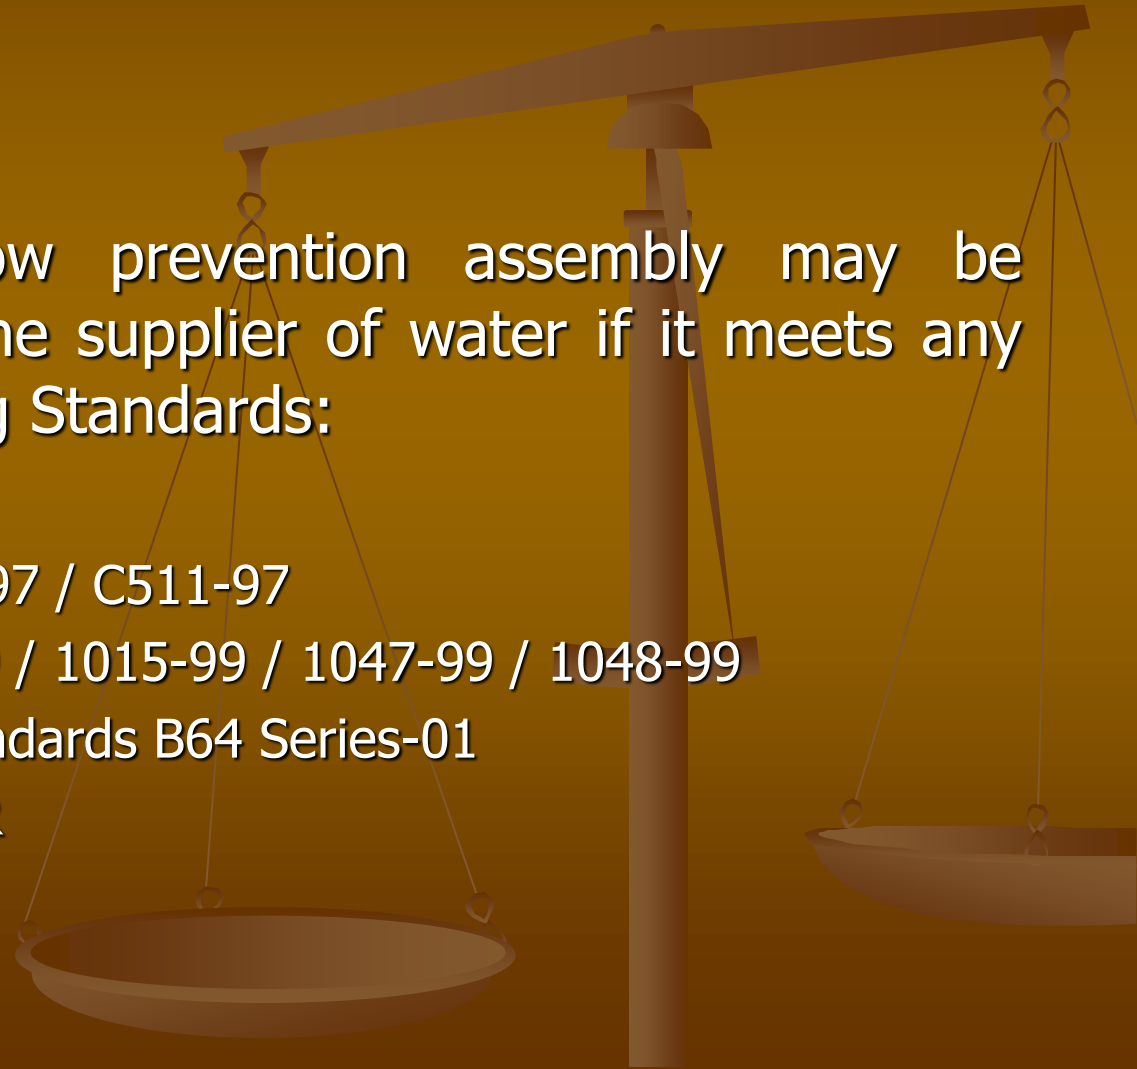 ow prevention assembly may be
he supplier of water if it meets any
g Standards:
97 / C511-97
/ 1015-99 / 1047-99 / 1048-99
ndards B64 Series-01